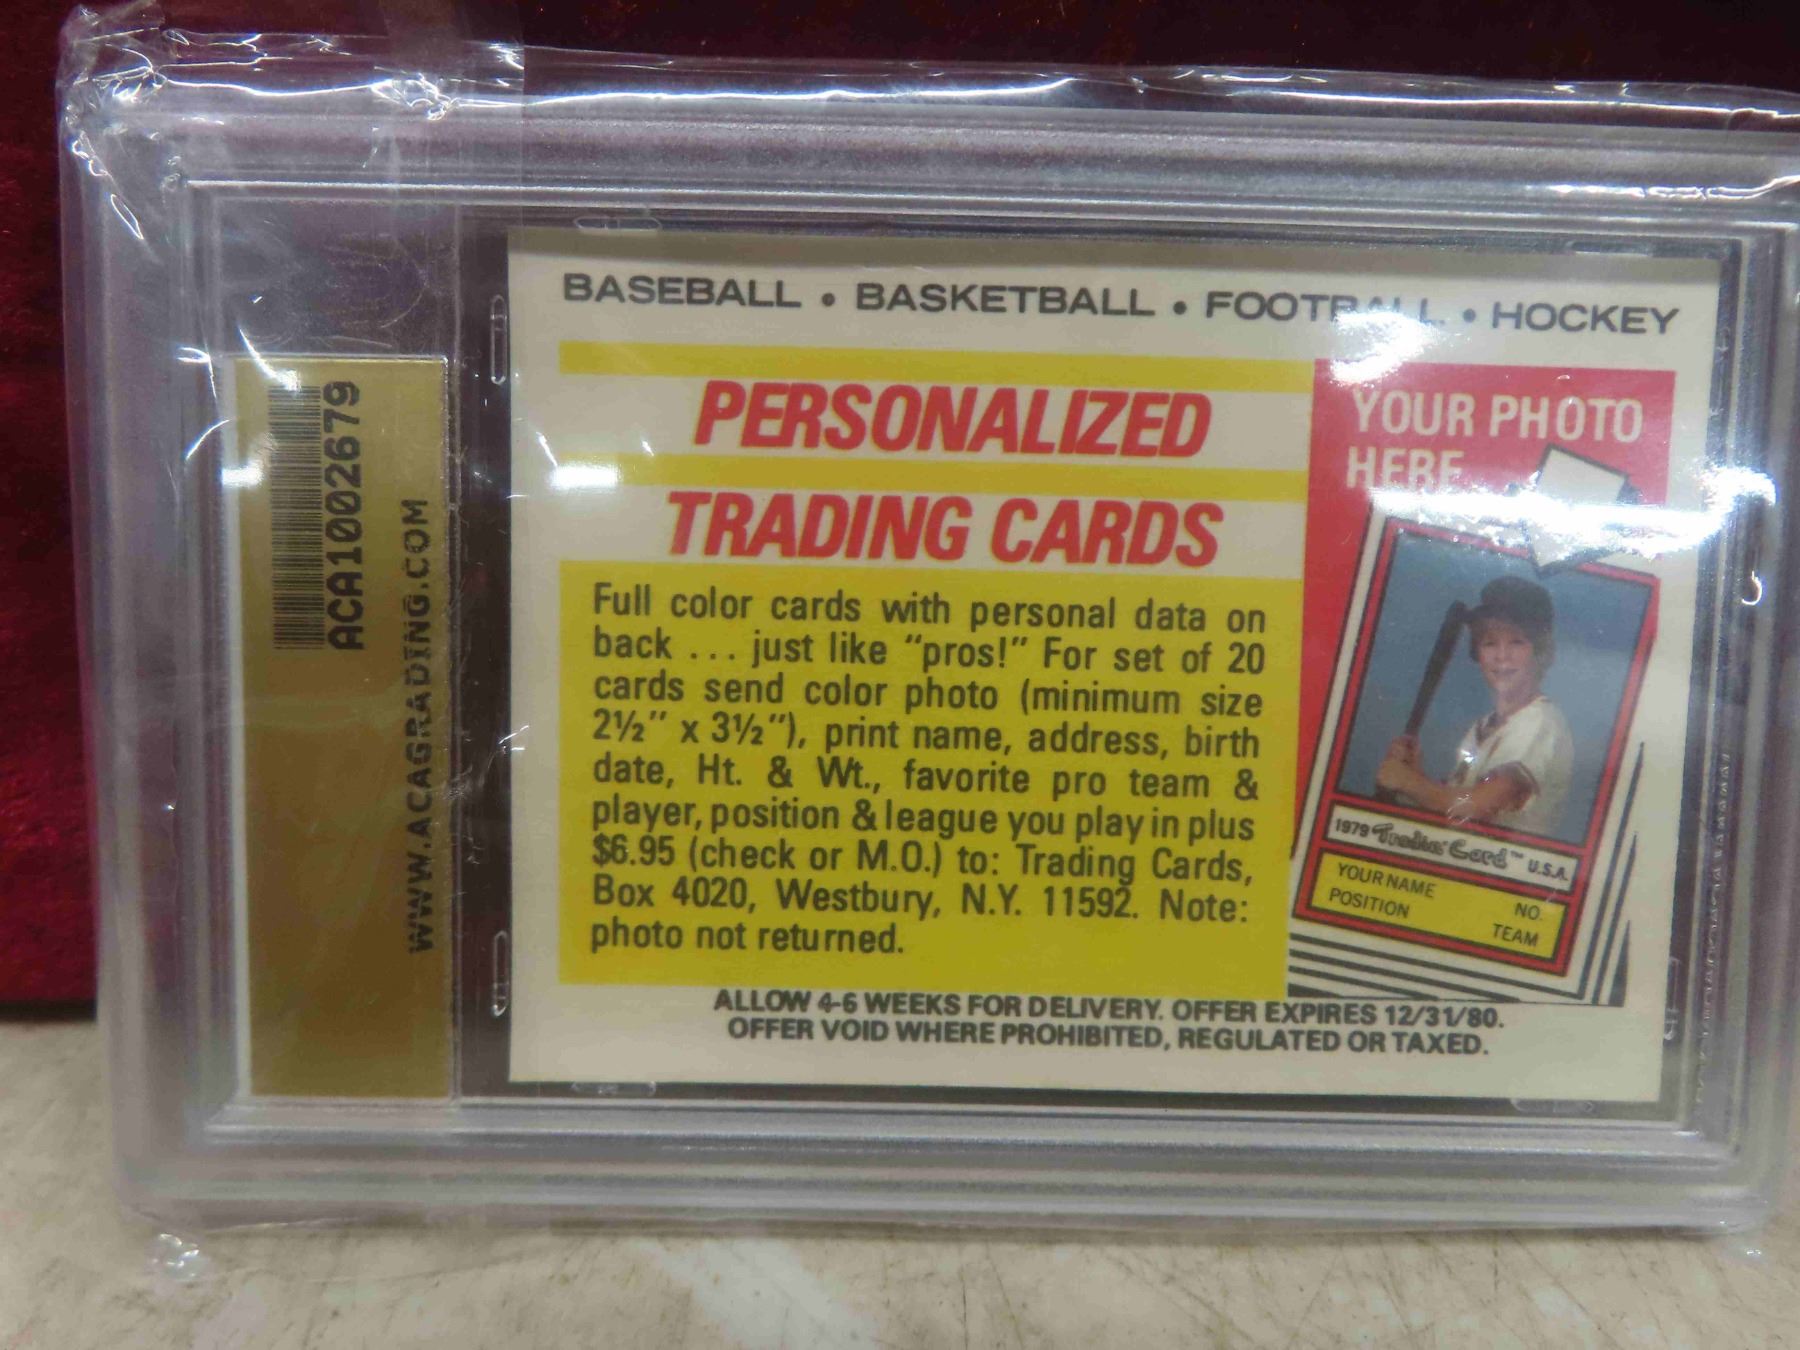 ACA1002679
WWW.ACAGRADING.COM
BASEBALL • BASKETBALL • FOOTBALL • HOCKEY
PERSONALIZED
TRADING CARDS
Full color cards with personal data on
back ... just like “pros!” For set of 20
cards send color photo (minimum size
2½″ x 3½″), print name, address, birth
date, Ht. & Wt., favorite pro team &
player, position & league you play in plus
$6.95 (check or M.O.) to: Trading Cards,
Box 4020, Westbury, N.Y. 11592. Note:
photo not returned.
YOUR PHOTO
HERE
1979 Tradin' Card™ U.S.A.
YOUR NAME NO.
POSITION TEAM
ALLOW 4-6 WEEKS FOR DELIVERY. OFFER EXPIRES 12/31/80.
OFFER VOID WHERE PROHIBITED, REGULATED OR TAXED.